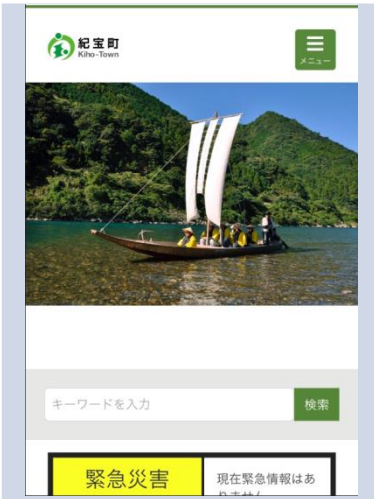 紀宝町
Kiho-Town
メニュー
キーワードを入力
検索
緊急災害
現在緊急情報はあ
りません